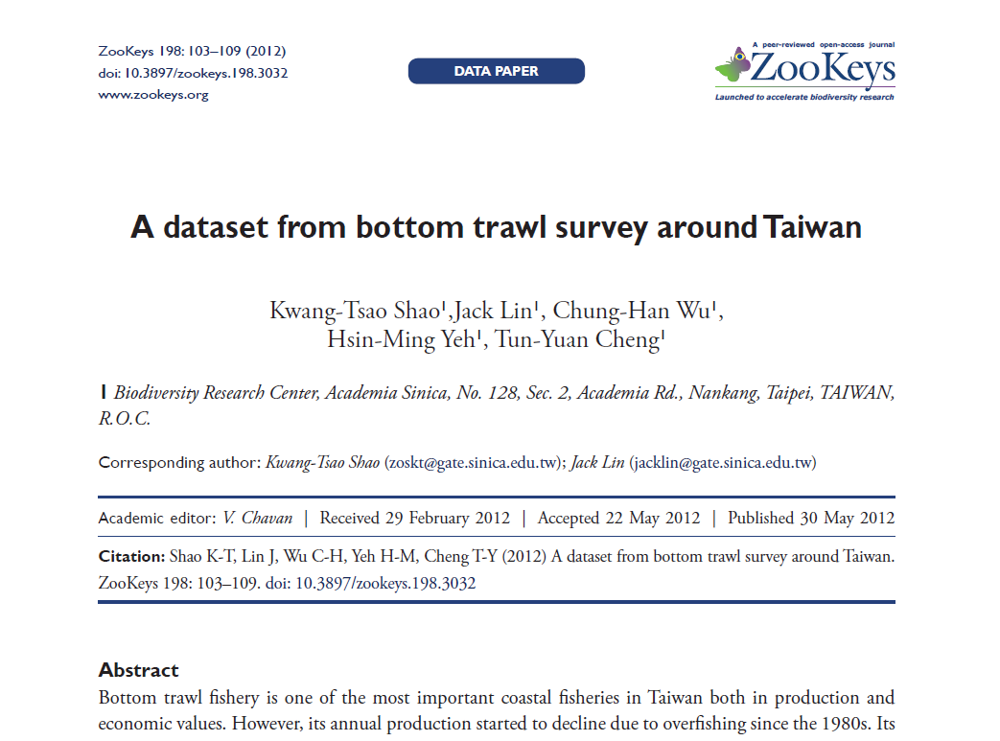 ZooKeys 198: 103–109 (2012)
doi: 10.3897/zookeys.198.3032
www.zookeys.org
DATA PAPER
A peer-reviewed open-access journal
ZooKeys
Launched to accelerate biodiversity research
A dataset from bottom trawl survey around Taiwan
Kwang-Tsao Shao¹,Jack Lin¹, Chung-Han Wu¹,
Hsin-Ming Yeh¹, Tun-Yuan Cheng¹
1 Biodiversity Research Center, Academia Sinica, No. 128, Sec. 2, Academia Rd., Nankang, Taipei, TAIWAN,
R.O.C.
Corresponding author: Kwang-Tsao Shao (zoskt@gate.sinica.edu.tw); Jack Lin (jacklin@gate.sinica.edu.tw)
Academic editor: V. Chavan | Received 29 February 2012 | Accepted 22 May 2012 | Published 30 May 2012
Citation: Shao K-T, Lin J, Wu C-H, Yeh H-M, Cheng T-Y (2012) A dataset from bottom trawl survey around Taiwan.
ZooKeys 198: 103–109. doi: 10.3897/zookeys.198.3032
Abstract
Bottom trawl fishery is one of the most important coastal fisheries in Taiwan both in production and
economic values. However, its annual production started to decline due to overfishing since the 1980s. Its